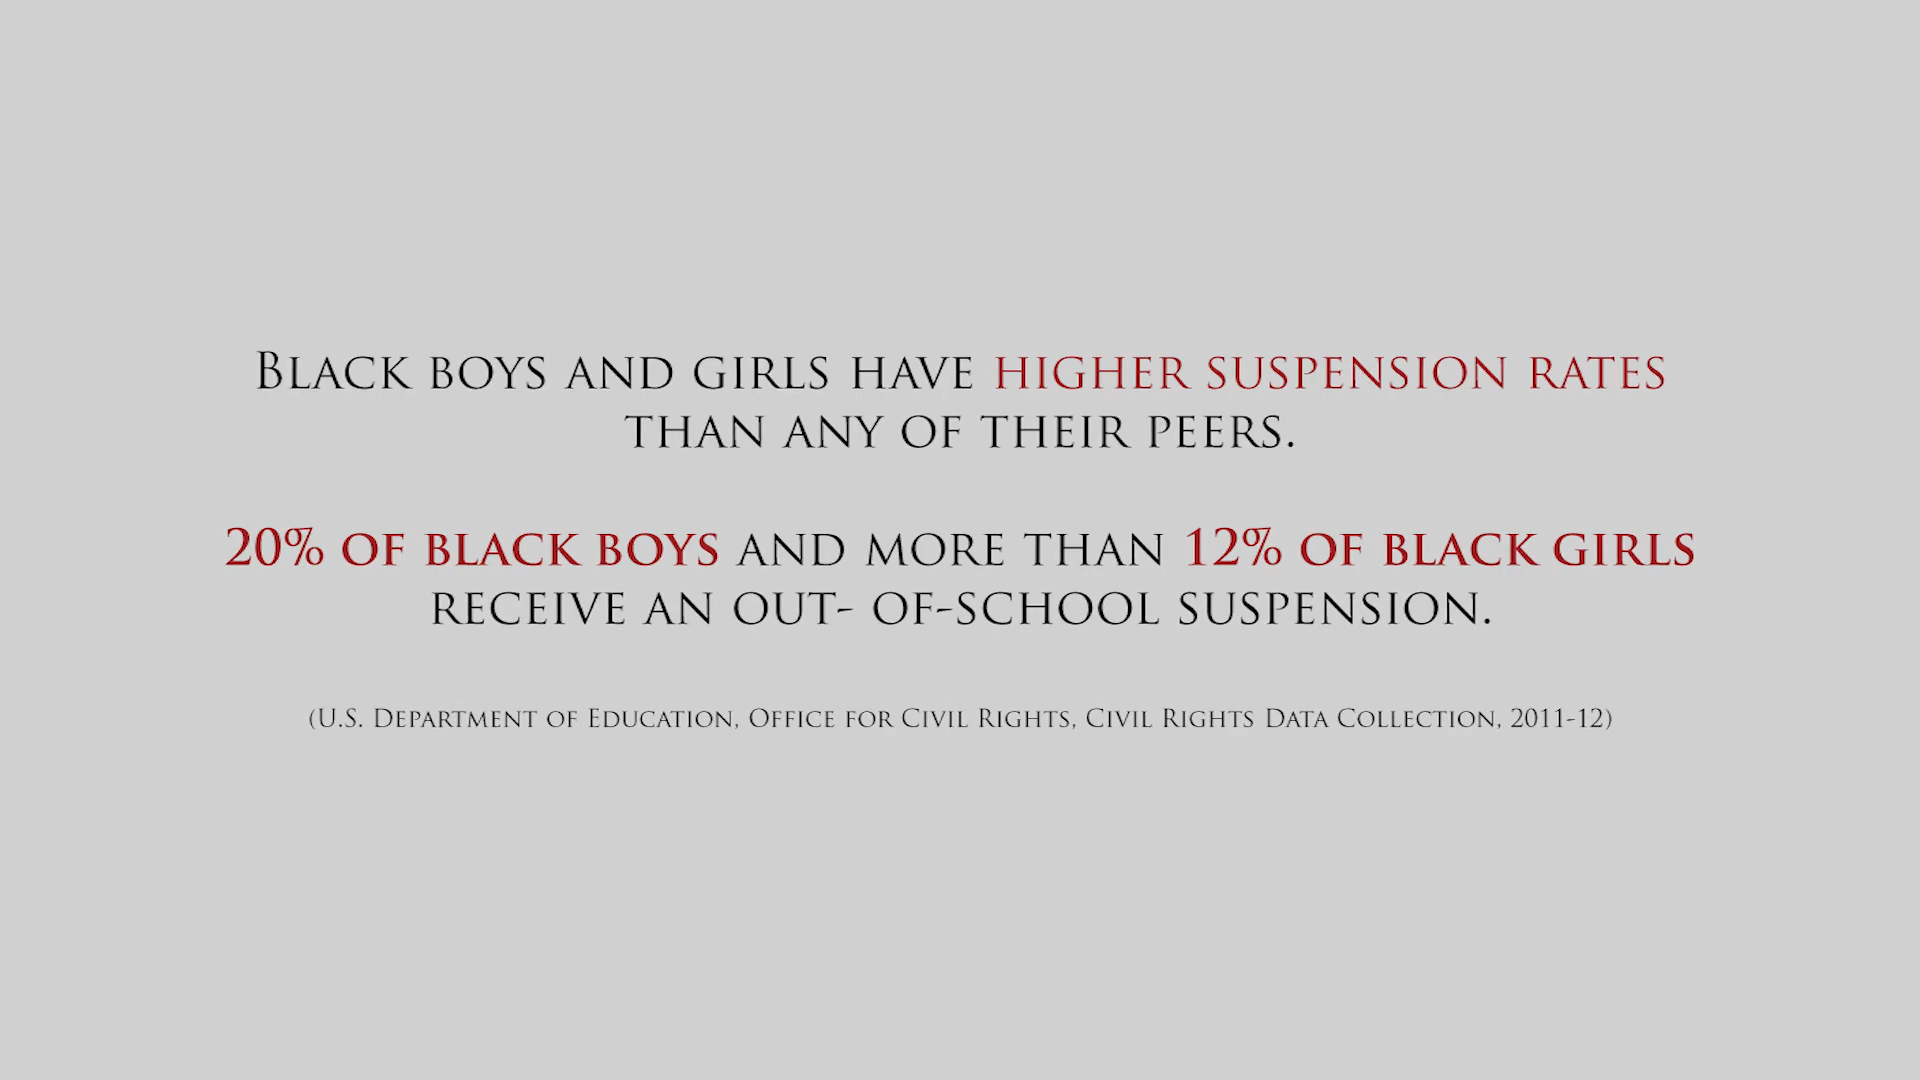 Black boys and girls have higher suspension rates
than any of their peers.
20% of black boys and more than 12% of black girls
receive an out- of-school suspension.
(U.S. Department of Education, Office for Civil Rights, Civil Rights Data Collection, 2011-12)